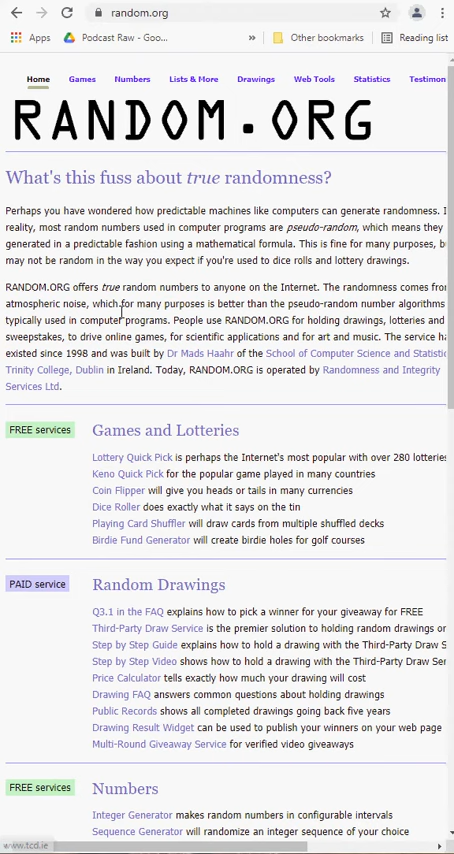 random.org
Apps
Podcast Raw - Goo...
»
Other bookmarks
Reading list
Home Games Numbers Lists & More Drawings Web Tools Statistics Testimon
RANDOM.ORG
What's this fuss about true randomness?
Perhaps you have wondered how predictable machines like computers can generate randomness. I
reality, most random numbers used in computer programs are pseudo-random, which means they
generated in a predictable fashion using a mathematical formula. This is fine for many purposes, b
may not be random in the way you expect if you're used to dice rolls and lottery drawings.
RANDOM.ORG offers true random numbers to anyone on the Internet. The randomness comes from
atmospheric noise, which for many purposes is better than the pseudo-random number algorithms
typically used in computer programs. People use RANDOM.ORG for holding drawings, lotteries and
sweepstakes, to drive online games, for scientific applications and for art and music. The service ha
existed since 1998 and was built by Dr Mads Haahr of the School of Computer Science and Statistic
Trinity College, Dublin in Ireland. Today, RANDOM.ORG is operated by Randomness and Integrity
Services Ltd.
FREE services
Games and Lotteries
Lottery Quick Pick is perhaps the Internet's most popular with over 280 lotteries
Keno Quick Pick for the popular game played in many countries
Coin Flipper will give you heads or tails in many currencies
Dice Roller does exactly what it says on the tin
Playing Card Shuffler will draw cards from multiple shuffled decks
Birdie Fund Generator will create birdie holes for golf courses
PAID service
Random Drawings
Q3.1 in the FAQ explains how to pick a winner for your giveaway for FREE
Third-Party Draw Service is the premier solution to holding random drawings or
Step by Step Guide explains how to hold a drawing with the Third-Party Draw S
Step by Step Video shows how to hold a drawing with the Third-Party Draw Se
Price Calculator tells exactly how much your drawing will cost
Drawing FAQ answers common questions about holding drawings
Public Records shows all completed drawings going back five years
Drawing Result Widget can be used to publish your winners on your web page
Multi-Round Giveaway Service for verified video giveaways
FREE services
Numbers
Integer Generator makes random numbers in configurable intervals
Sequence Generator will randomize an integer sequence of your choice
www.tcd.ie